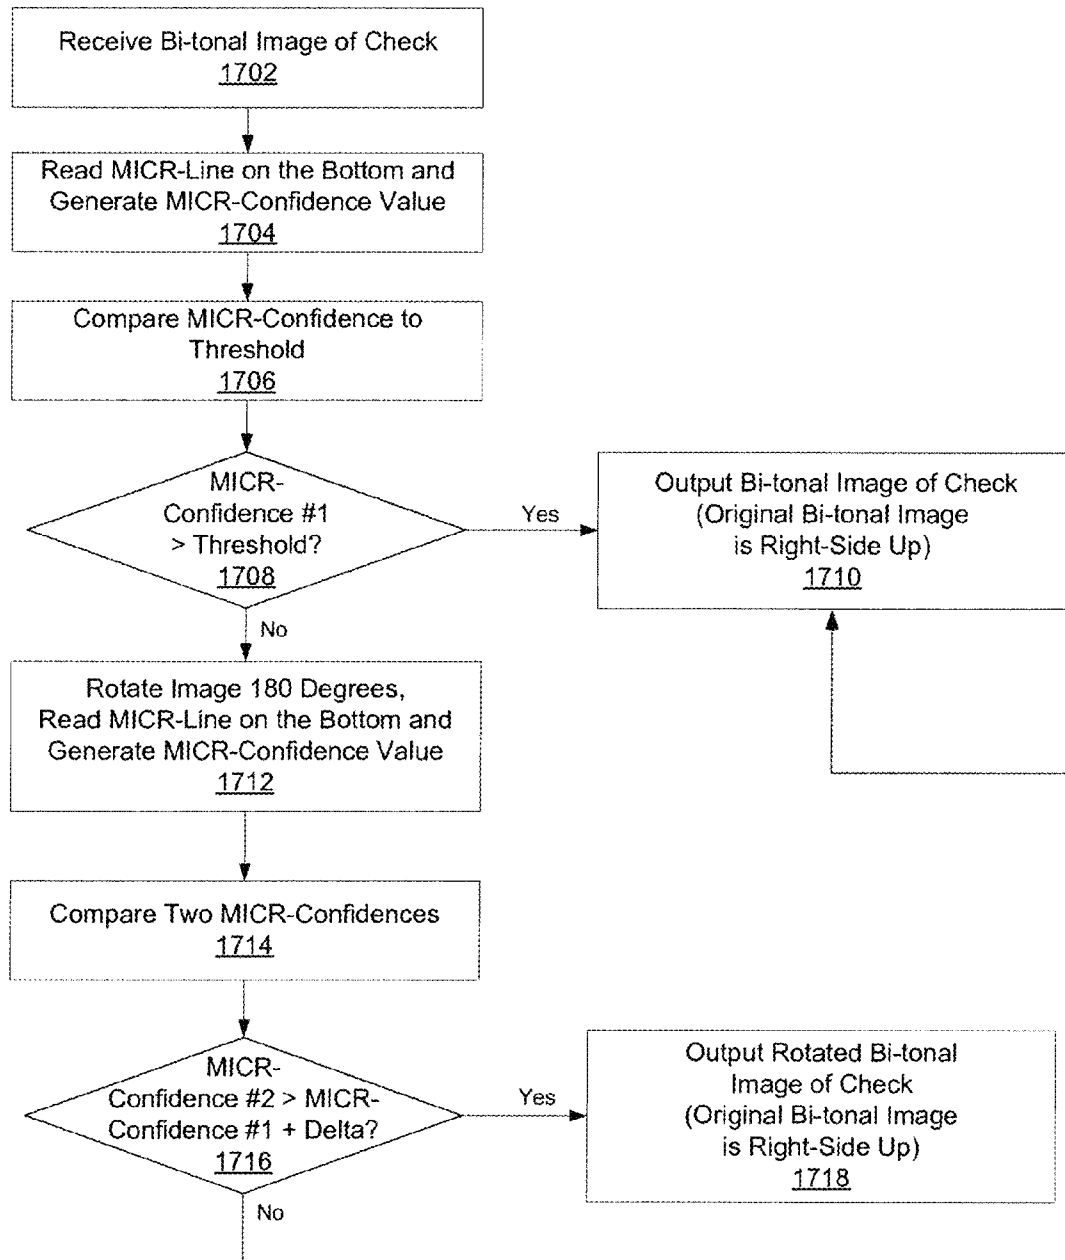 Receive Bi-tonal Image of Check
1702
Read MICR-Line on the Bottom and
Generate MICR-Confidence Value
1704
Compare MICR-Confidence to
Threshold
1706
MICR-
Confidence #1
> Threshold?
1708
Yes
Output Bi-tonal Image of Check
(Original Bi-tonal Image
is Right-Side Up)
1710
No
Rotate Image 180 Degrees,
Read MICR-Line on the Bottom and
Generate MICR-Confidence Value
1712
Compare Two MICR-Confidences
1714
MICR-
Confidence #2 > MICR-
Confidence #1 + Delta?
1716
Yes
Output Rotated Bi-tonal
Image of Check
(Original Bi-tonal Image
is Right-Side Up)
1718
No